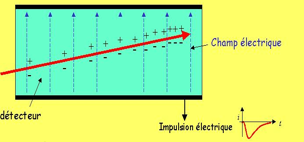 Champ électrique
détecteur
Impulsion électrique
i
t